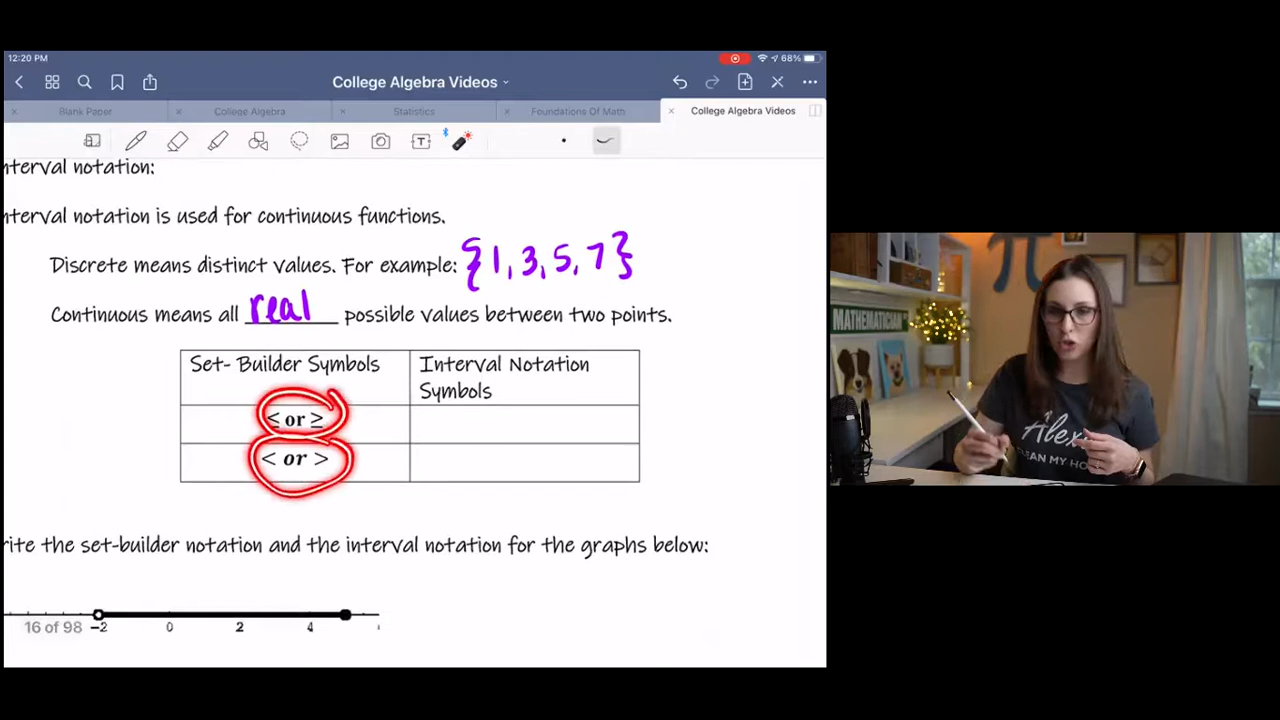 12:20 PM
68%
College Algebra Videos
Blank Paper
College Algebra
Statistics
Foundations Of Math
College Algebra Videos
T
nterval notation:
nterval notation is used for continuous functions.
Discrete means distinct values. For example: {1, 3, 5, 7}
Continuous means all real possible values between two points.
Set- Builder Symbols
Interval Notation Symbols
≤ or ≥
< or >
rite the set-builder notation and the interval notation for the graphs below:
-2 0 2 4
16 of 98
MATHEMATICIAN
Alex